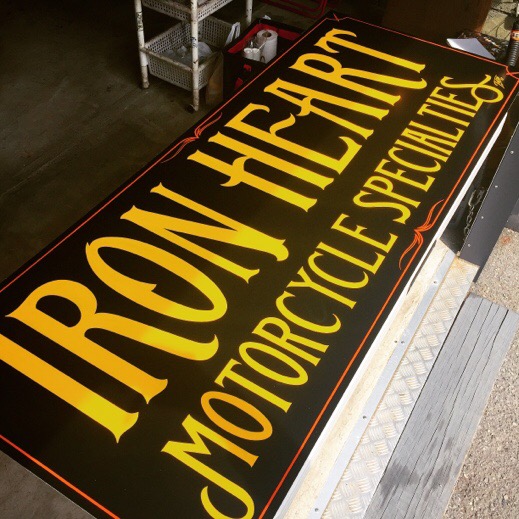 IRON HEART
MOTORCYCLE SPECIALTIES